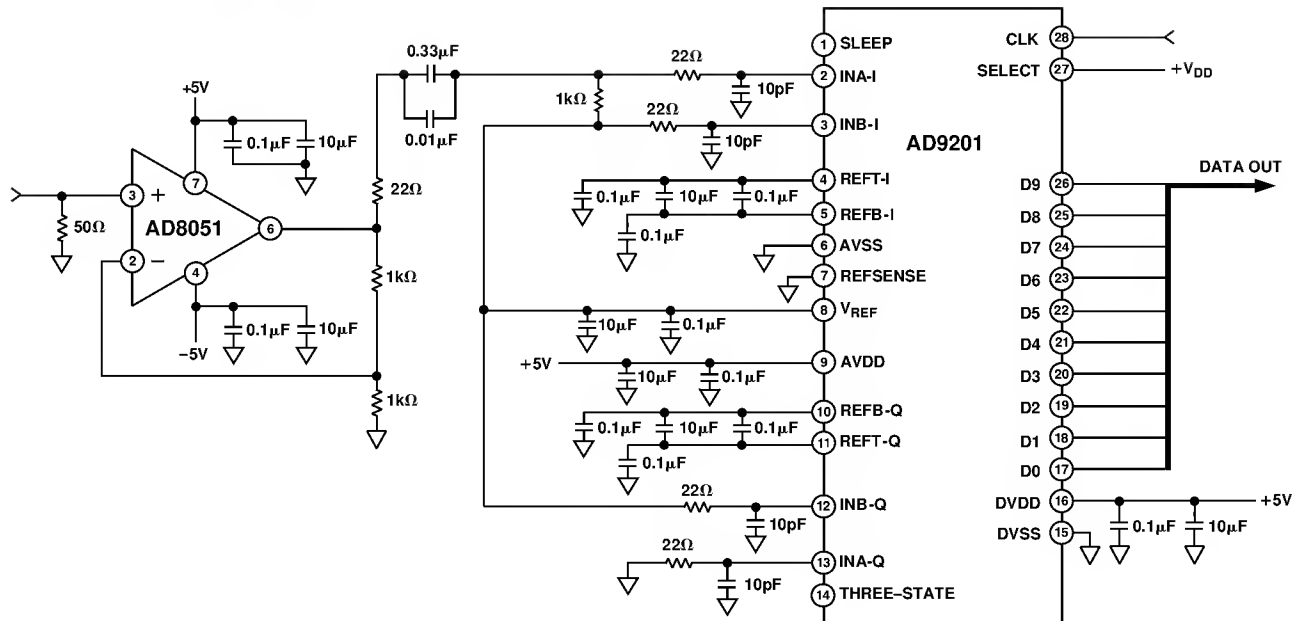 0.33µF
0.01µF
+5V
0.1µF
10µF
7
3
+
AD8051
6
50Ω
2
−
4
−5V
0.1µF
10µF
22Ω
1kΩ
1kΩ
1kΩ
22Ω
10pF
22Ω
10pF
0.1µF
10µF
0.1µF
0.1µF
10µF
0.1µF
+5V
10µF
0.1µF
0.1µF
10µF
0.1µF
0.1µF
22Ω
10pF
22Ω
10pF
AD9201
1 SLEEP
2 INA-I
3 INB-I
4 REFT-I
5 REFB-I
6 AVSS
7 REFSENSE
8 VREF
9 AVDD
10 REFB-Q
11 REFT-Q
12 INB-Q
13 INA-Q
14 THREE–STATE
CLK 28
SELECT 27 +VDD
DATA OUT
D9 26
D8 25
D7 24
D6 23
D5 22
D4 21
D3 20
D2 19
D1 18
D0 17
DVDD 16 +5V
DVSS 15
0.1µF
10µF